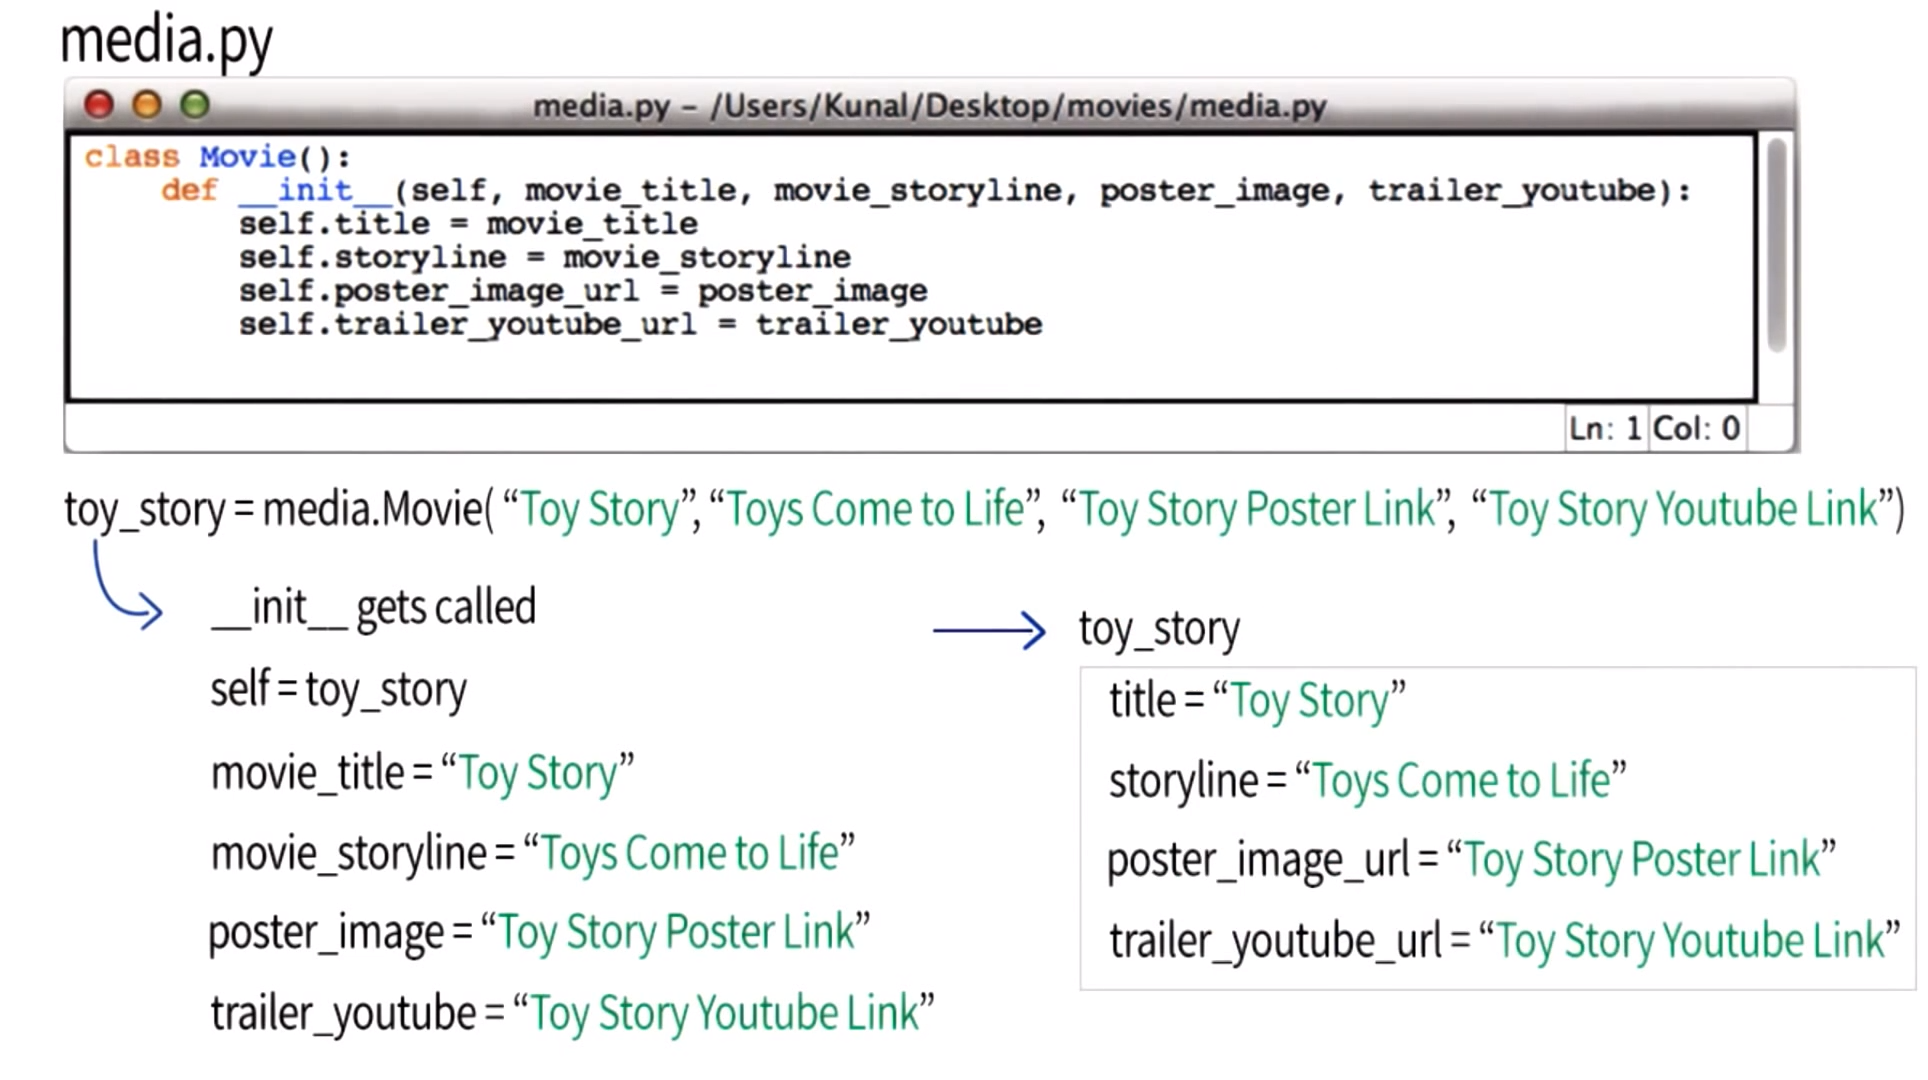 media.py
media.py – /Users/Kunal/Desktop/movies/media.py
class Movie():
    def __init__(self, movie_title, movie_storyline, poster_image, trailer_youtube):
        self.title = movie_title
        self.storyline = movie_storyline
        self.poster_image_url = poster_image
        self.trailer_youtube_url = trailer_youtube
Ln: 1 Col: 0
toy_story = media.Movie( “Toy Story”, “Toys Come to Life”, “Toy Story Poster Link”, “Toy Story Youtube Link”)
__init__ gets called
self = toy_story
movie_title = “Toy Story”
movie_storyline = “Toys Come to Life”
poster_image = “Toy Story Poster Link”
trailer_youtube = “Toy Story Youtube Link”
toy_story
title = “Toy Story”
storyline = “Toys Come to Life”
poster_image_url = “Toy Story Poster Link”
trailer_youtube_url = “Toy Story Youtube Link”